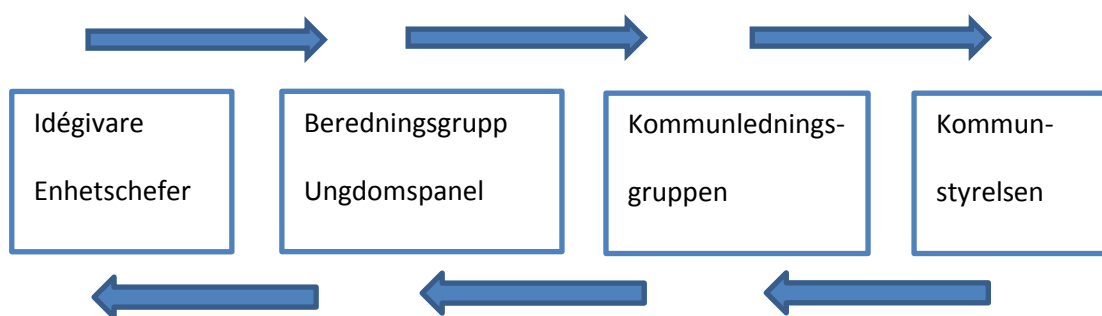 Idégivare
Enhetschefer
Beredningsgrupp
Ungdomspanel
Kommunlednings-
gruppen
Kommun-
styrelsen